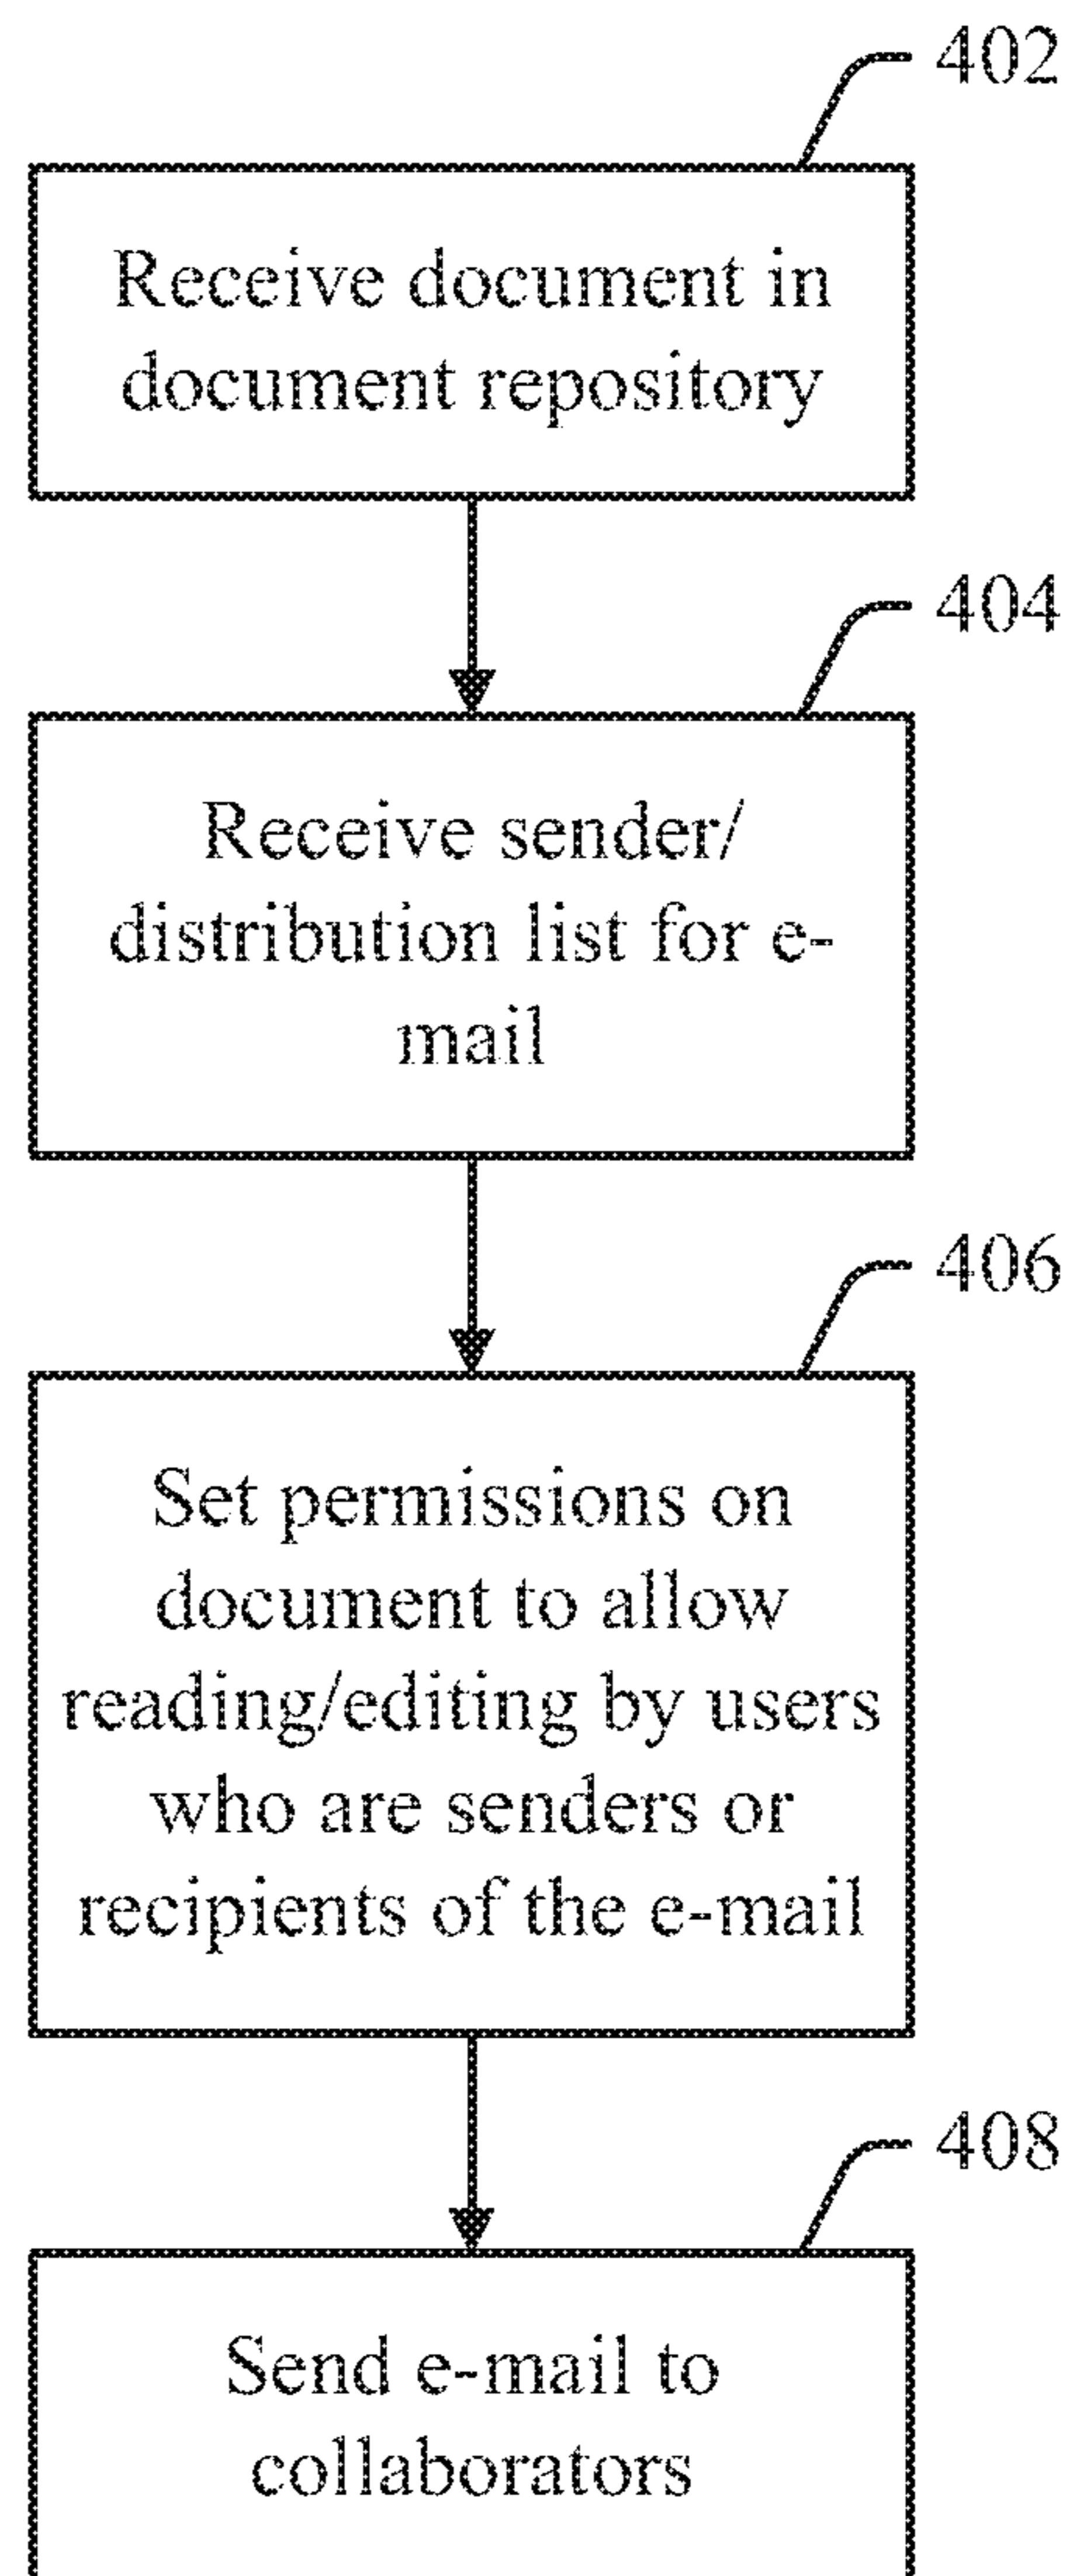 402
Receive document in
document repository
404
Receive sender/
distribution list for e-
mail
406
Set permissions on
document to allow
reading/editing by users
who are senders or
recipients of the e-mail
408
Send e-mail to
collaborators